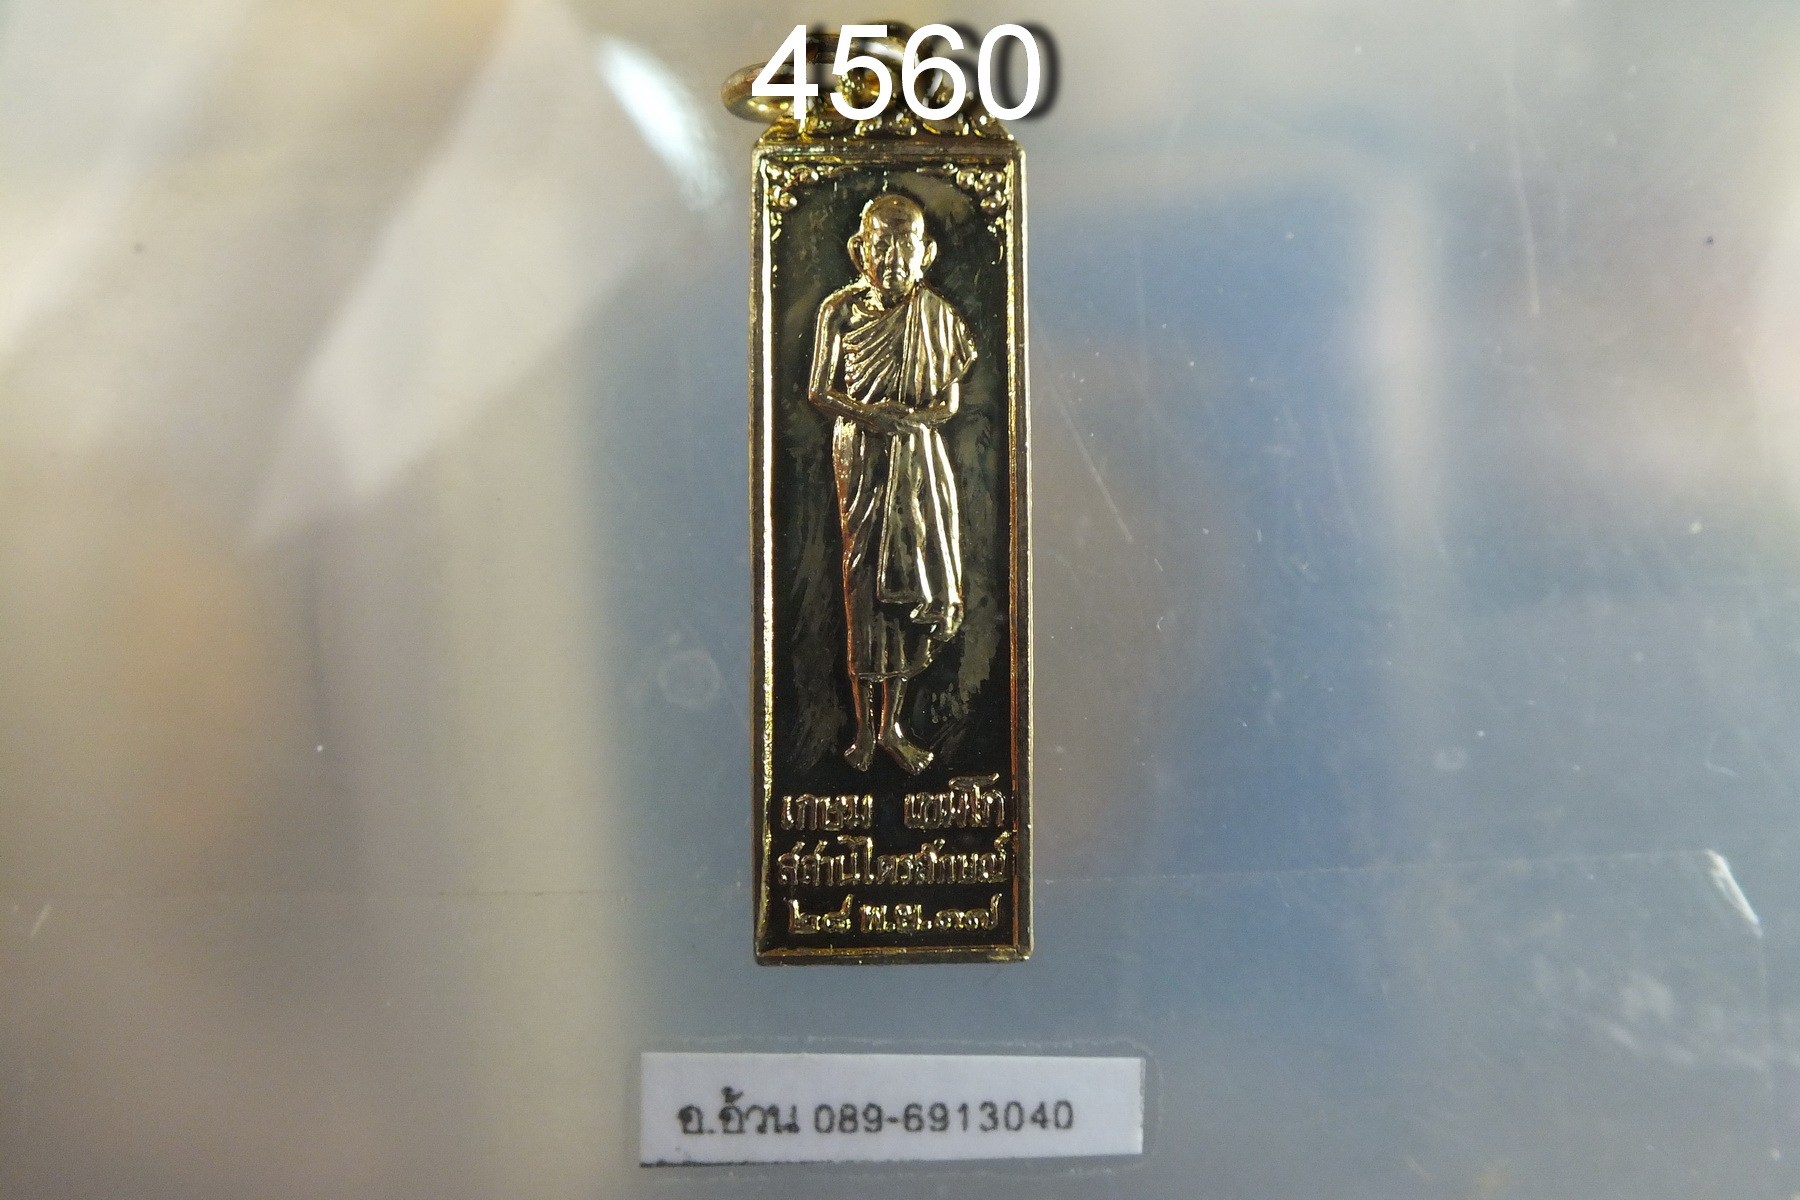 4560
เกษม เขมโก
สุสานไตรลักษณ์
๒๘ พ.ย.๓๗
อ.อ้วน 089-6913040